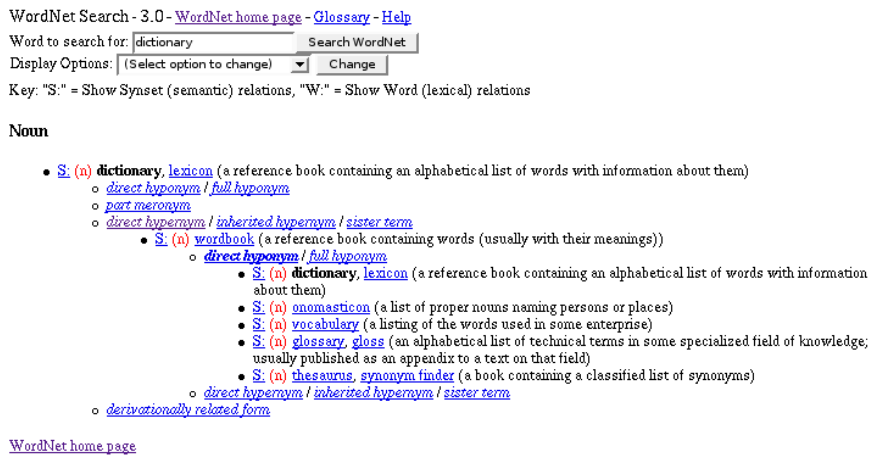 WordNet Search - 3.0 - WordNet home page - Glossary - Help
Word to search for: dictionary Search WordNet
Display Options: (Select option to change) Change
Key: "S:" = Show Synset (semantic) relations, "W:" = Show Word (lexical) relations
Noun
• S: (n) dictionary, lexicon (a reference book containing an alphabetical list of words with information about them)
○ direct hyponym / full hyponym
○ part meronym
○ direct hypernym / inherited hypernym / sister term
• S: (n) wordbook (a reference book containing words (usually with their meanings))
○ direct hyponym / full hyponym
• S: (n) dictionary, lexicon (a reference book containing an alphabetical list of words with information
about them)
• S: (n) onomasticon (a list of proper nouns naming persons or places)
• S: (n) vocabulary (a listing of the words used in some enterprise)
• S: (n) glossary, gloss (an alphabetical list of technical terms in some specialized field of knowledge;
usually published as an appendix to a text on that field)
• S: (n) thesaurus, synonym finder (a book containing a classified list of synonyms)
○ direct hypernym / inherited hypernym / sister term
○ derivationally related form
WordNet home page